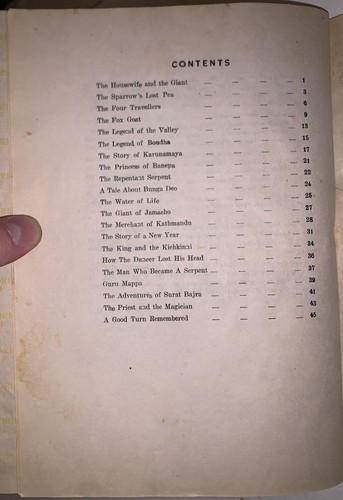 CONTENTS
The Housewife and the Giant — — — — 1
The Sparrow's Lost Pea — — — — 3
The Four Travellers — — — — 6
The Fox Goat — — — — 9
The Legend of the Valley — — — — 13
The Legend of Boudha — — — — 15
The Story of Karunamaya — — — — 17
The Princess of Banepa — — — — 21
The Repentant Serpent — — — — 22
A Tale About Bunga Deo — — — — 24
The Water of Life — — — — 25
The Giant of Jamacho — — — — 27
The Merchant of Kathmandu — — — — 28
The Story of a New Year — — — — 31
The King and the Kichkinni — — — — 34
How The Dancer Lost His Head — — — 36
The Man Who Became A Serpent — — — — 37
Guru Mappa — — — — 39
The Adventures of Surat Bajra — — — — 41
The Priest and the Magician — — — — 43
A Good Turn Remembered — — — — 45